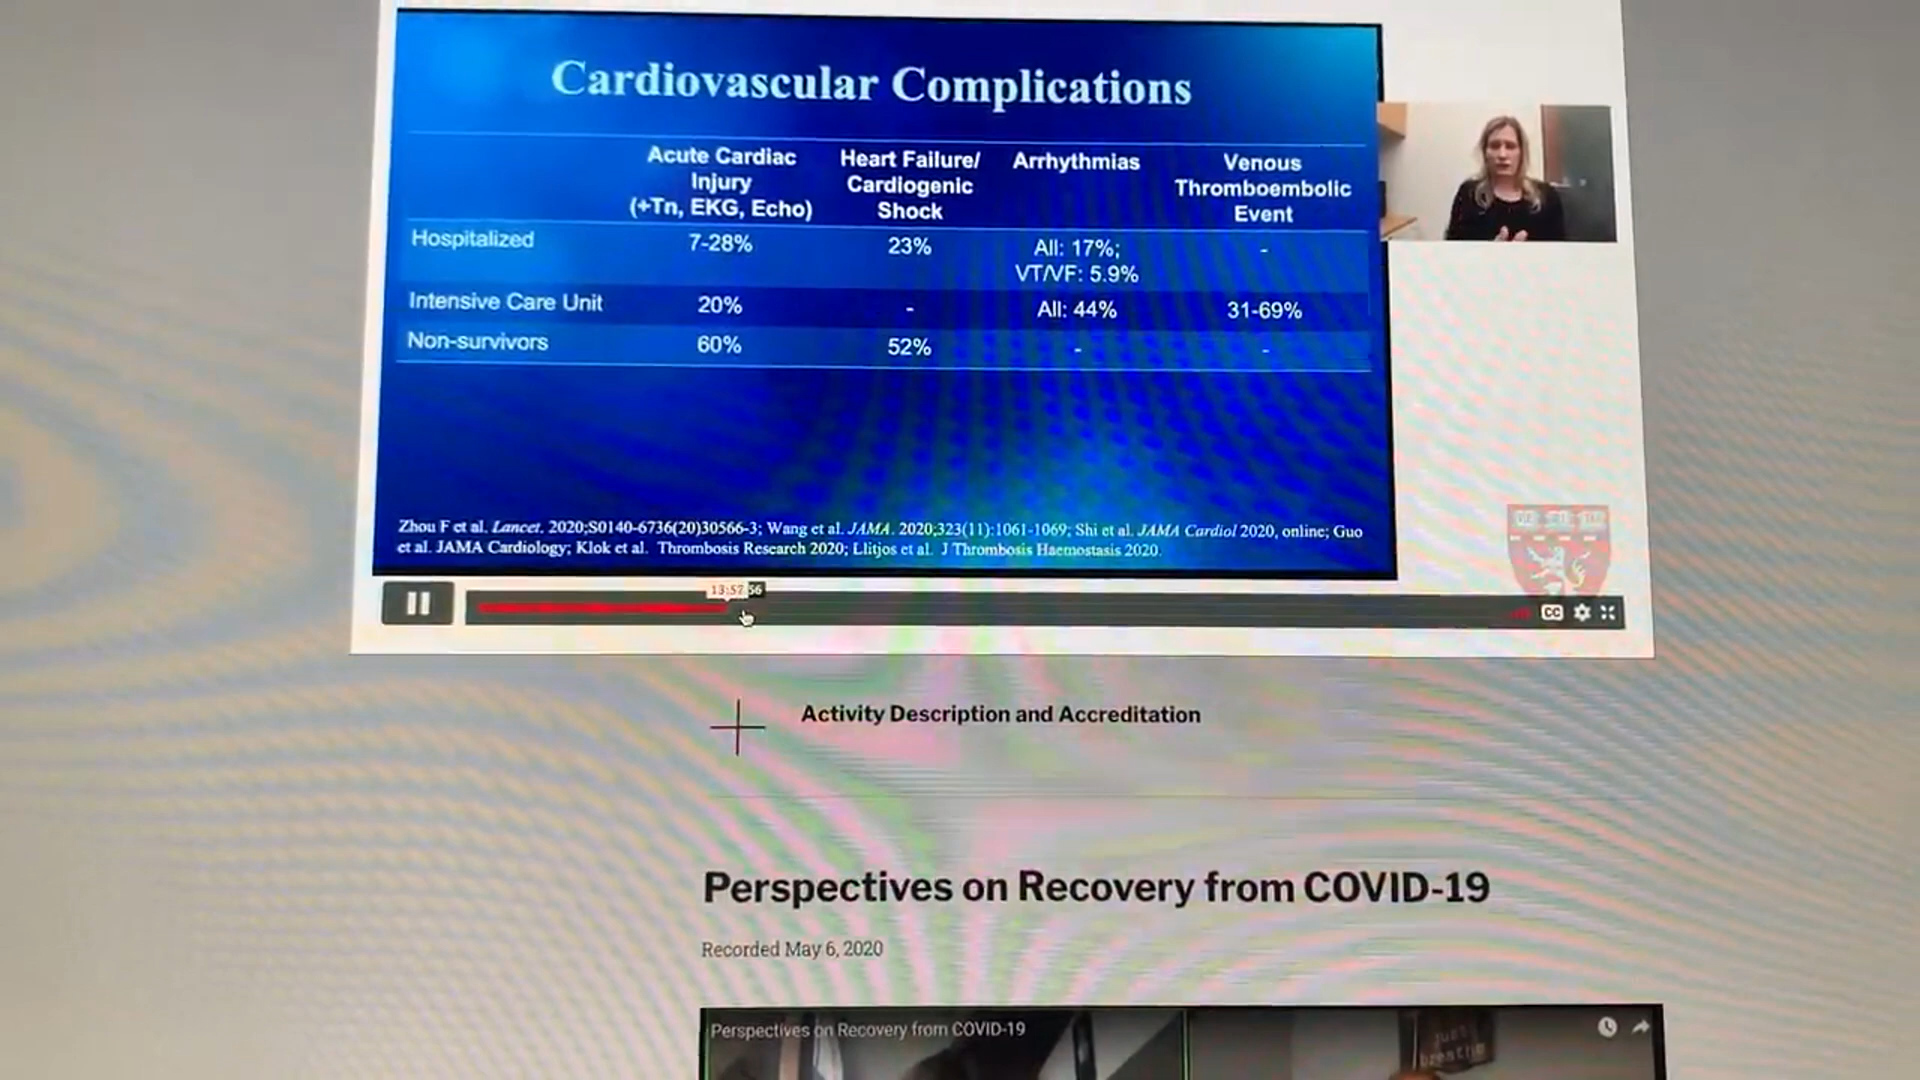 Cardiovascular Complications
Acute Cardiac
Injury
(+Tn, EKG, Echo)
Heart Failure/
Cardiogenic
Shock
Arrhythmias
Venous
Thromboembolic
Event
Hospitalized
7-28%
23%
All: 17%;
VT/VF: 5.9%
-
Intensive Care Unit
20%
-
All: 44%
31-69%
Non-survivors
60%
52%
-
-
Zhou F et al. Lancet. 2020;S0140-6736(20)30566-3; Wang et al. JAMA. 2020;323(11):1061-1069; Shi et al. JAMA Cardiol 2020, online; Guo
et al. JAMA Cardiology; Klok et al. Thrombosis Research 2020; Llitjos et al. J Thrombosis Haemostasis 2020.
13:57
56
CC
Activity Description and Accreditation
Perspectives on Recovery from COVID-19
Recorded May 6, 2020
Perspectives on Recovery from COVID-19
just
breathe